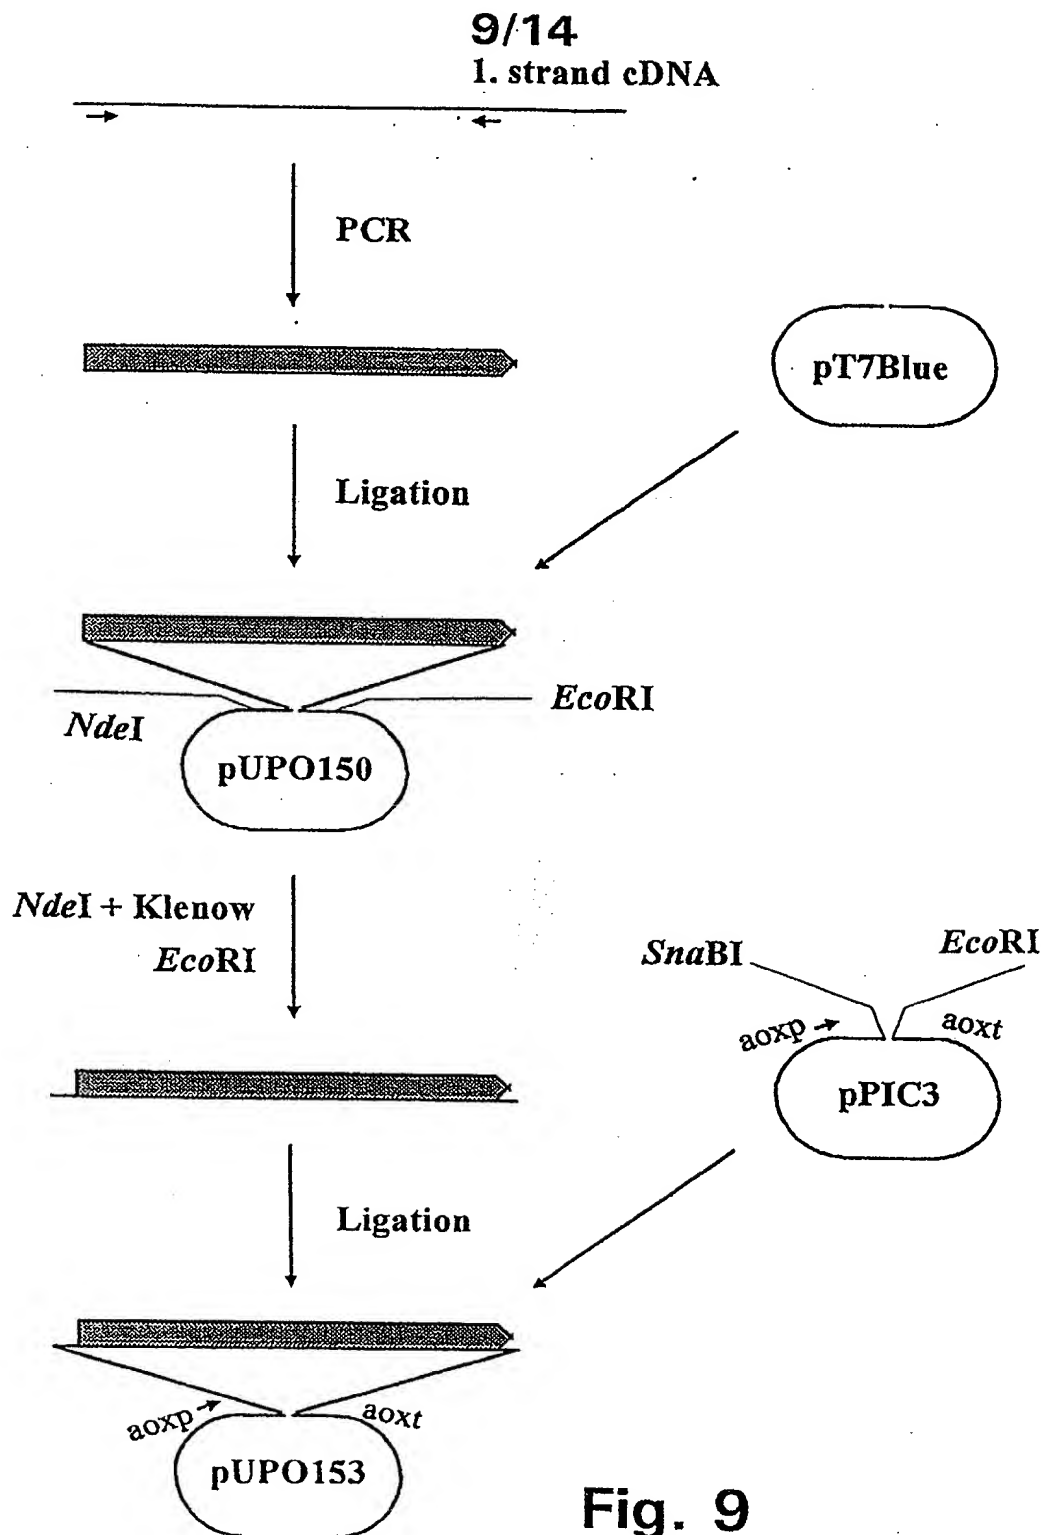 9/14
1. strand cDNA
PCR
pT7Blue
Ligation
NdeI
EcoRI
pUPO150
NdeI + Klenow
EcoRI
SnaBI
EcoRI
aoxp
aoxt
pPIC3
Ligation
aoxp
aoxt
pUPO153
Fig. 9